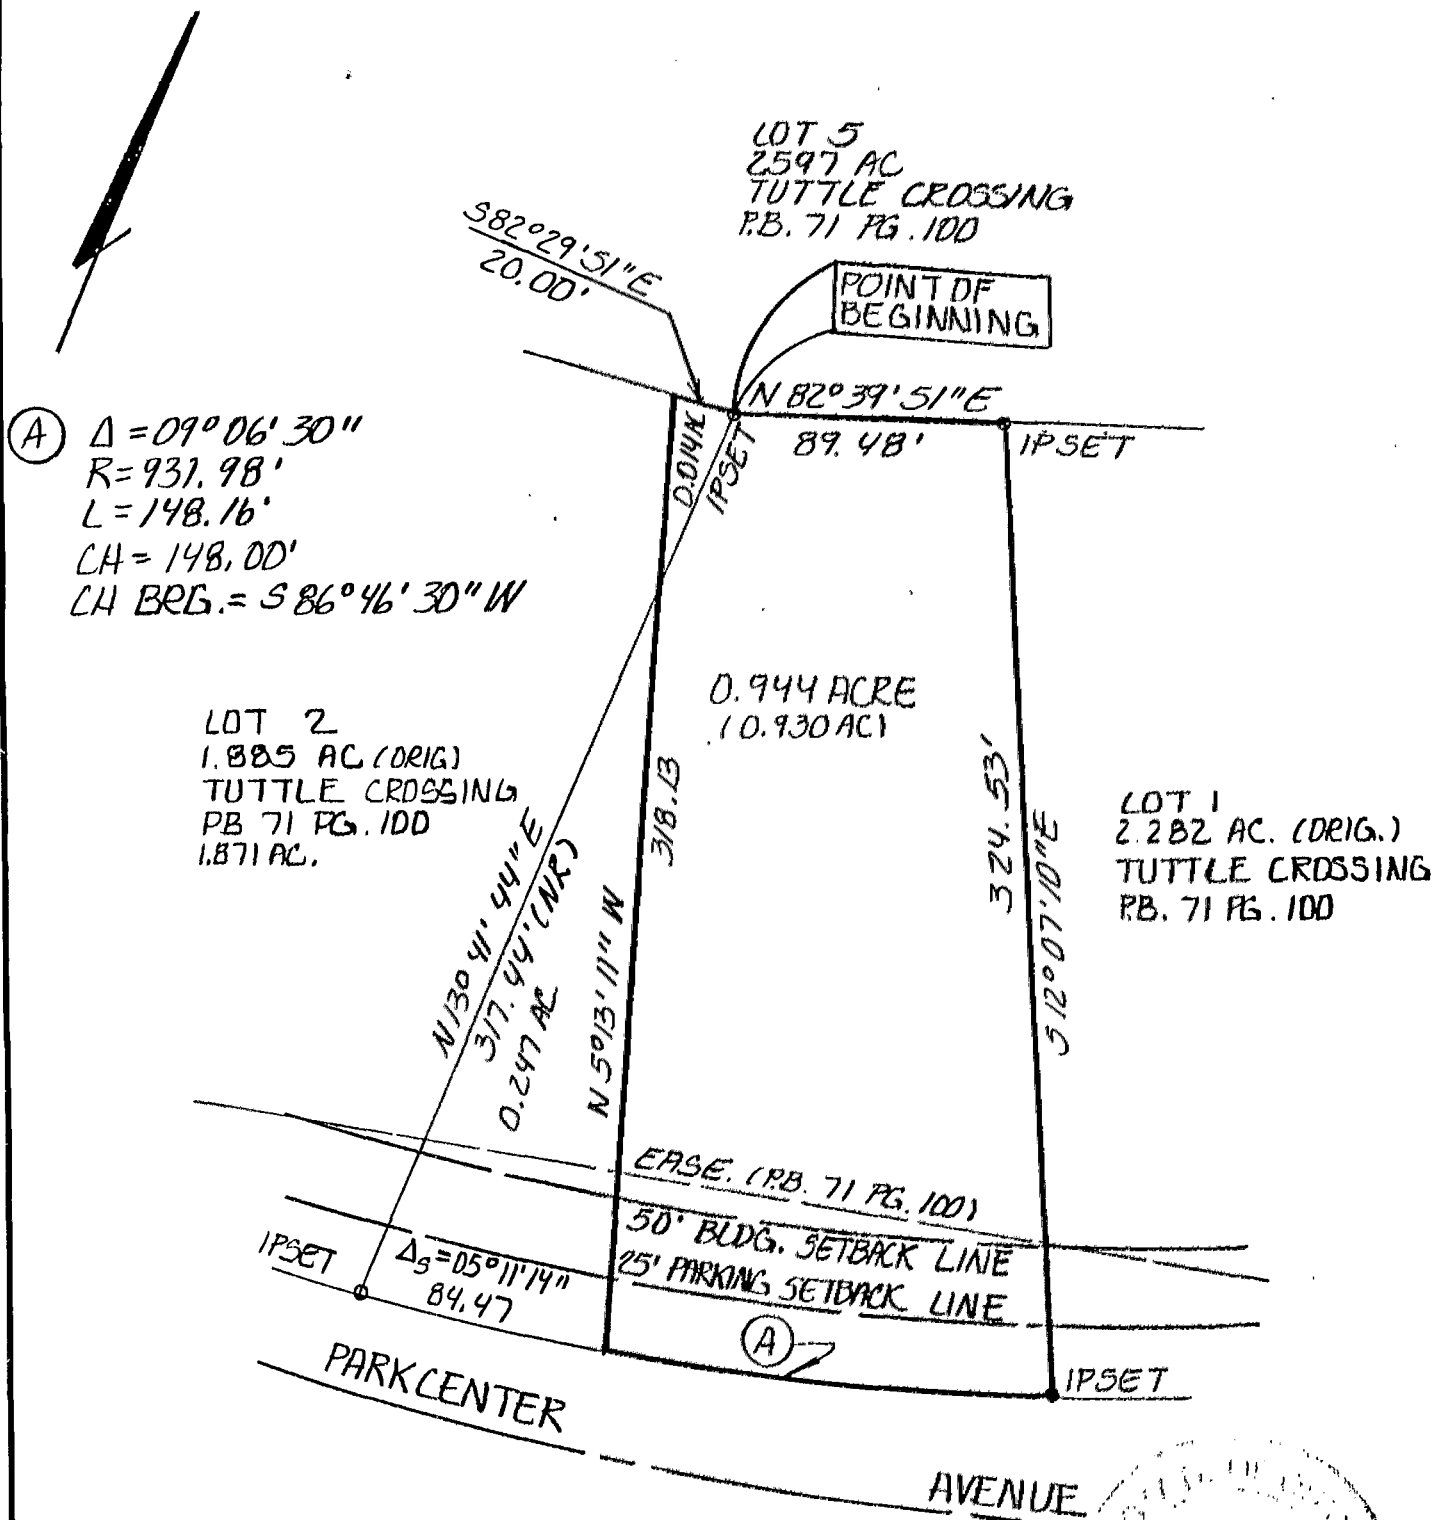 LOT 5
2597 AC
TUTTLE CROSSING
P.B. 71 PG. 100
S82°29'51"E
20.00'
POINT OF
BEGINNING
N 82°39'51"E
89.48'
IPSET
0.014AC
IPSET
A
Δ = 09°06'30"
R = 931.98'
L = 148.16'
CH = 148.00'
CH BRG. = S 86°46'30" W
0.944 ACRE
(0.930 AC)
LOT 2
1.885 AC (ORIG)
TUTTLE CROSSING
PB 71 PG. 100
1.871 AC.
318.13
N 5°13'11" W
324.53'
S 12°07'10"E
LOT 1
2.282 AC. (ORIG.)
TUTTLE CROSSING
P.B. 71 PG. 100
N 13°41'44" E
317.44' (NR)
0.247 AC
EASE. (P.B. 71 PG. 100)
50' BLDG. SETBACK LINE
25' PARKING SETBACK LINE
IPSET
Δs = 05°11'14"
84.47
A
IPSET
PARKCENTER
AVENUE